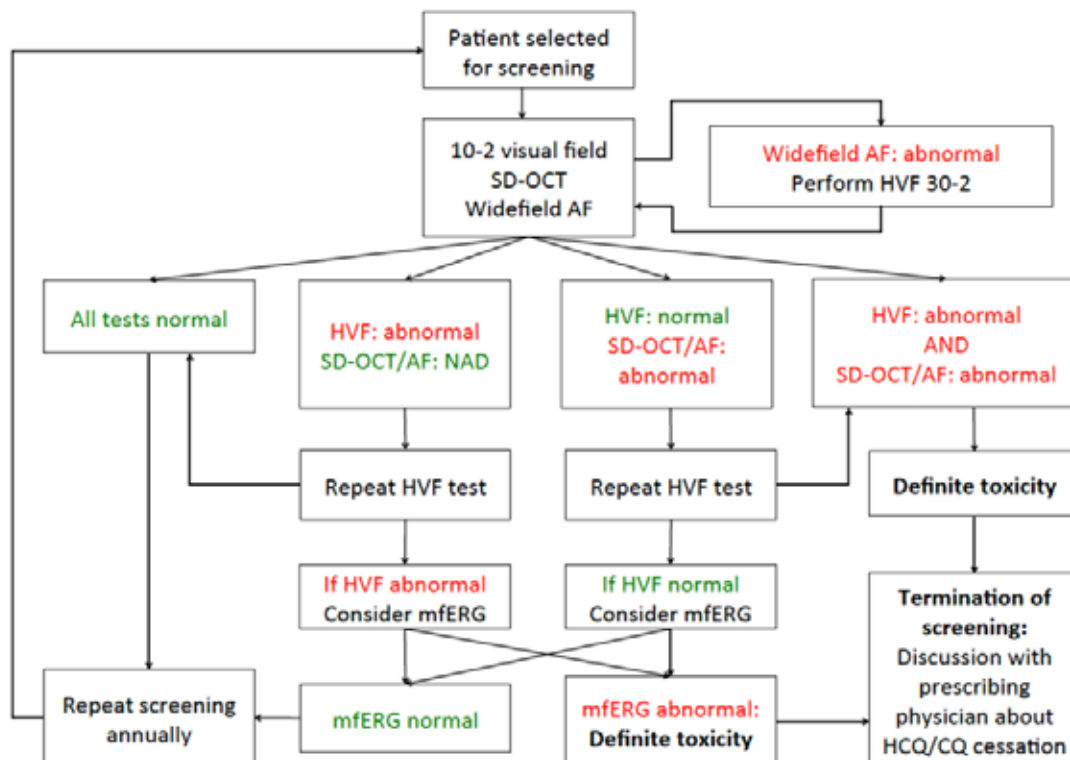 Patient selected
for screening
10-2 visual field
SD-OCT
Widefield AF
Widefield AF: abnormal
Perform HVF 30-2
All tests normal
HVF: abnormal
SD-OCT/AF: NAD
HVF: normal
SD-OCT/AF:
abnormal
HVF: abnormal
AND
SD-OCT/AF: abnormal
Repeat HVF test
Repeat HVF test
Definite toxicity
If HVF abnormal
Consider mfERG
If HVF normal
Consider mfERG
Termination of
screening:
Discussion with
prescribing
physician about
HCQ/CQ cessation
Repeat screening
annually
mfERG normal
mfERG abnormal:
Definite toxicity